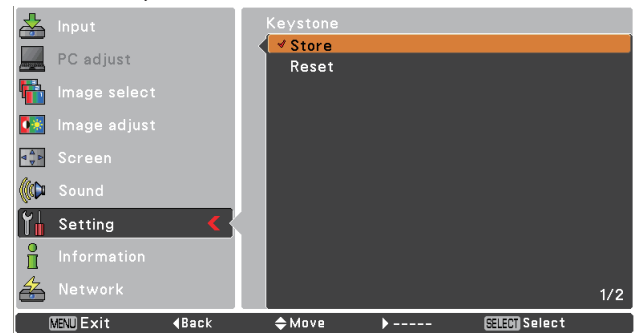 Input
PC adjust
Image select
Image adjust
Screen
Sound
Setting
Information
Network
Keystone
Store
Reset
1/2
MENU Exit ◀Back Move ▶----- SELECT Select